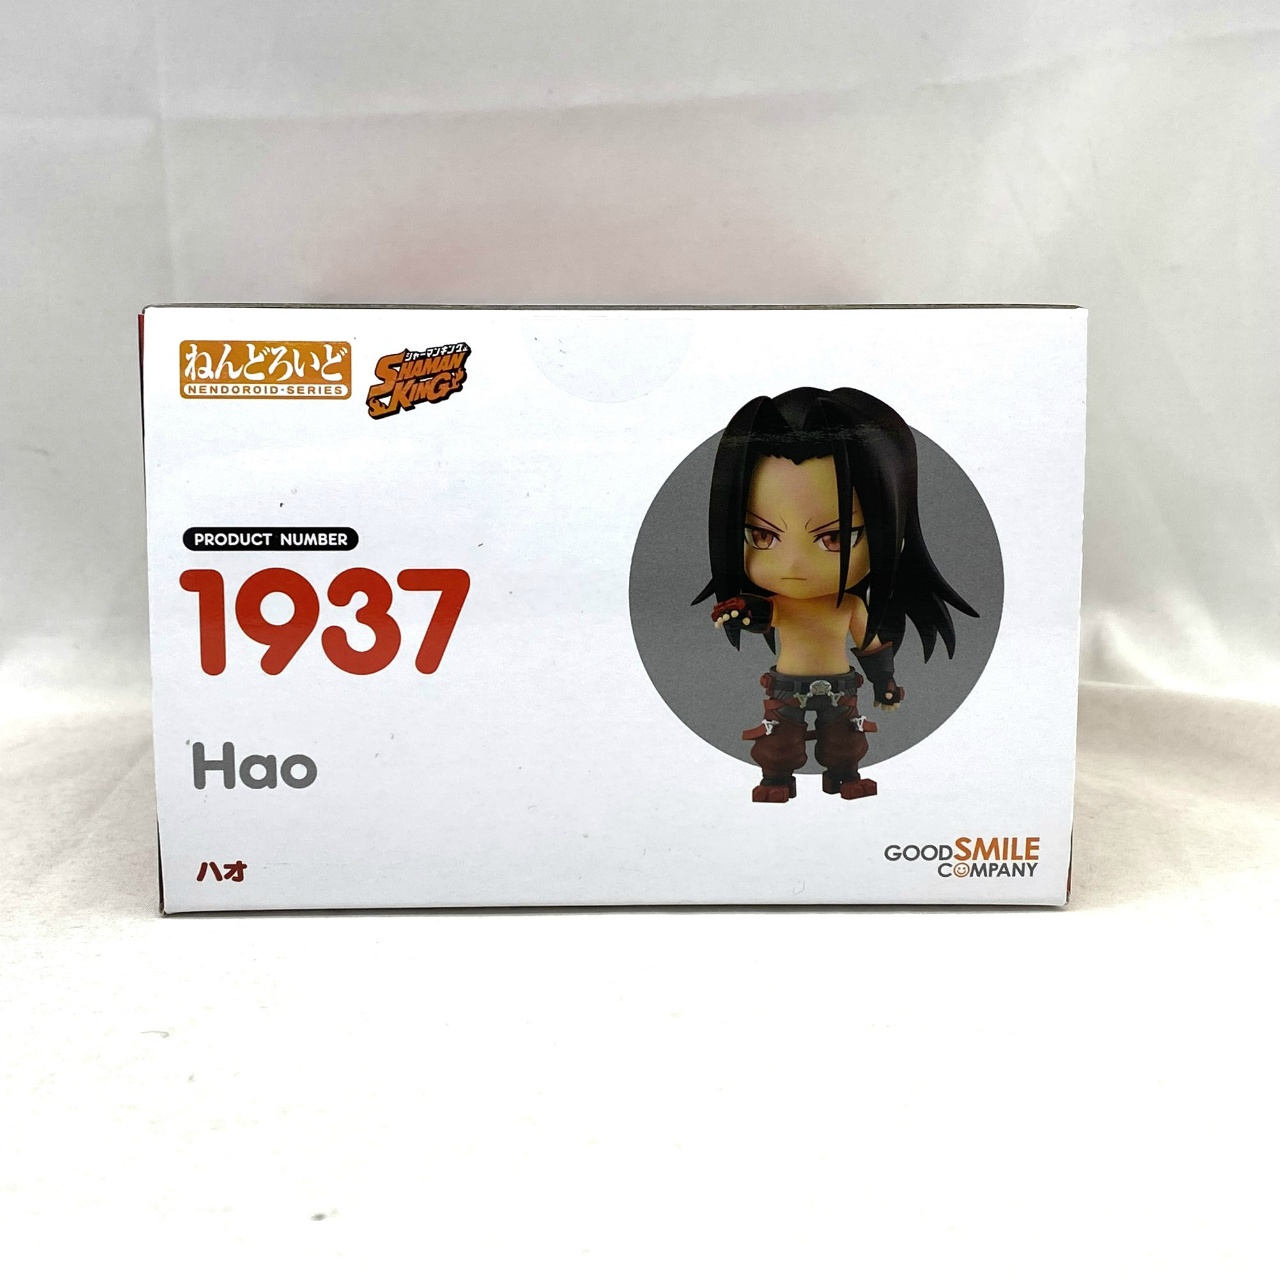 ねんどろいど
NENDOROID·SERIES
シャーマンキング
SHAMAN
KING
PRODUCT NUMBER
1937
Hao
ハオ
GOODSMILE
COMPANY